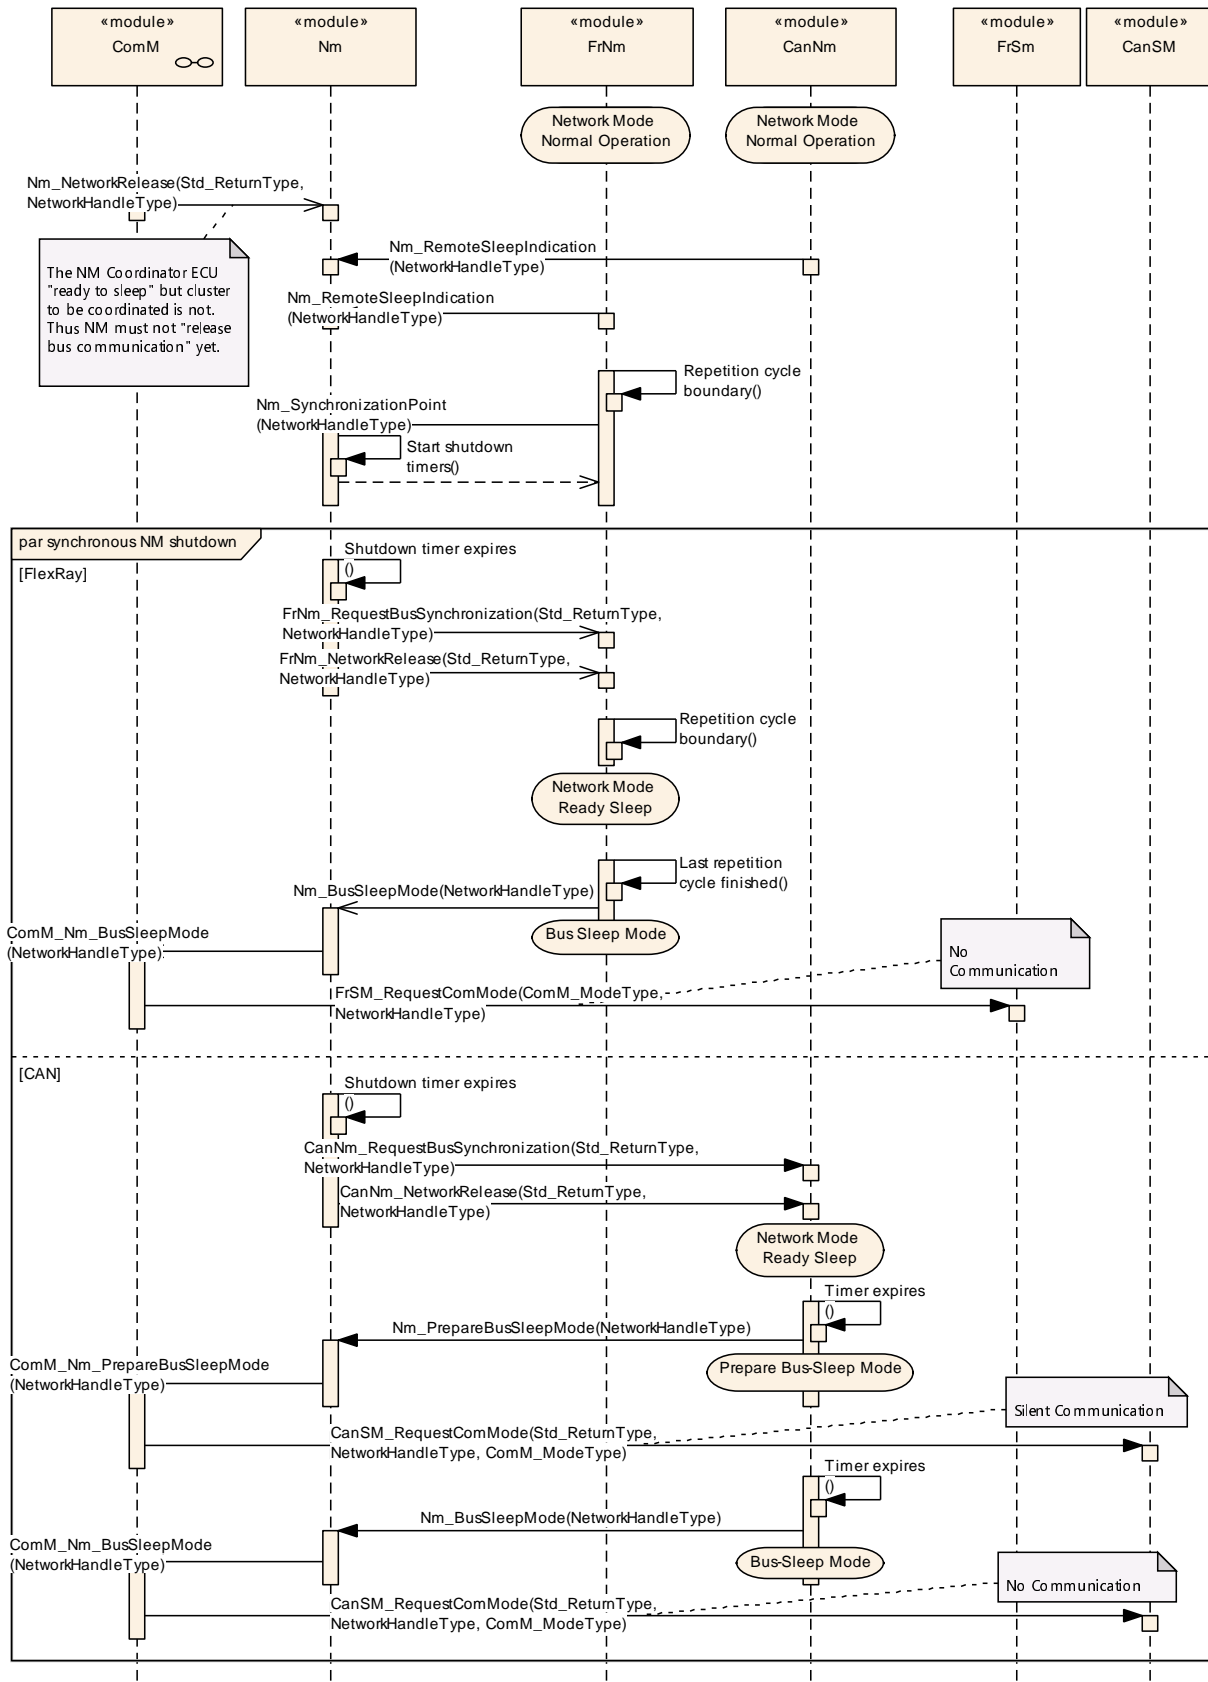 «module»
ComM
«module»
Nm
«module»
FrNm
«module»
CanNm
«module»
FrSm
«module»
CanSM
Network Mode
Normal Operation
Network Mode
Normal Operation
Nm_NetworkRelease(Std_ReturnType,
NetworkHandleType)
The NM Coordinator ECU
"ready to sleep" but cluster
to be coordinated is not.
Thus NM must not "release
bus communication" yet.
Nm_RemoteSleepIndication
(NetworkHandleType)
Nm_RemoteSleepIndication
(NetworkHandleType)
Repetition cycle
boundary()
Nm_SynchronizationPoint
(NetworkHandleType)
Start shutdown
timers()
par synchronous NM shutdown
[FlexRay]
Shutdown timer expires
()
FrNm_RequestBusSynchronization(Std_ReturnType,
NetworkHandleType)
FrNm_NetworkRelease(Std_ReturnType,
NetworkHandleType)
Repetition cycle
boundary()
Network Mode
Ready Sleep
Last repetition
cycle finished()
Nm_BusSleepMode(NetworkHandleType)
Bus Sleep Mode
ComM_Nm_BusSleepMode
(NetworkHandleType)
No
Communication
FrSM_RequestComMode(ComM_ModeType,
NetworkHandleType)
[CAN]
Shutdown timer expires
()
CanNm_RequestBusSynchronization(Std_ReturnType,
NetworkHandleType)
CanNm_NetworkRelease(Std_ReturnType,
NetworkHandleType)
Network Mode
Ready Sleep
Timer expires
()
Nm_PrepareBusSleepMode(NetworkHandleType)
Prepare Bus-Sleep Mode
ComM_Nm_PrepareBusSleepMode
(NetworkHandleType)
Silent Communication
CanSM_RequestComMode(Std_ReturnType,
NetworkHandleType, ComM_ModeType)
Timer expires
()
Nm_BusSleepMode(NetworkHandleType)
Bus-Sleep Mode
ComM_Nm_BusSleepMode
(NetworkHandleType)
No Communication
CanSM_RequestComMode(Std_ReturnType,
NetworkHandleType, ComM_ModeType)